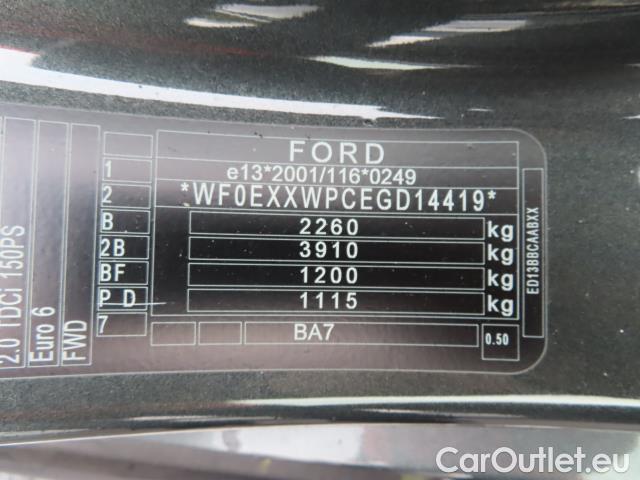 FORD
1 e13*2001/116*0249
2 *WF0EXXWPCEGD14419*
B 2260 kg
2B 3910 kg
BF 1200 kg
P D 1115 kg
7 BA7 0.50
2.0 TDCi 150PS
Euro 6
FWD
ED13BBCAABXX
CarOutlet.eu